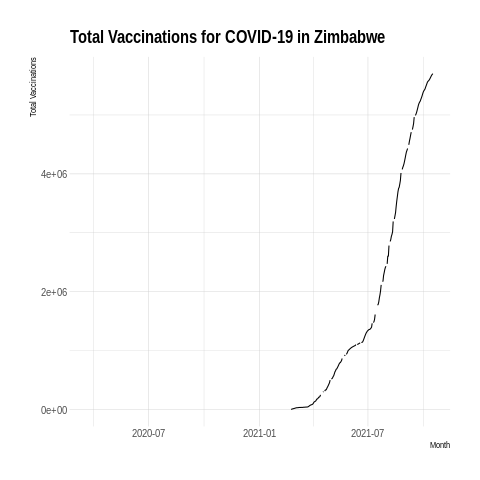 Total Vaccinations for COVID-19 in Zimbabwe
Total Vaccinations
4e+06
2e+06
0e+00
2020-07
2021-01
2021-07
Month